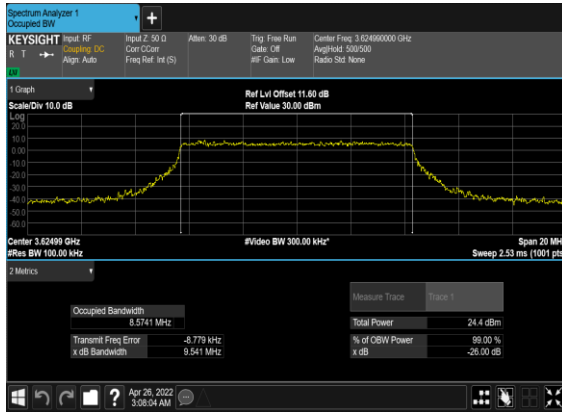 Spectrum Analyzer 1
Occupied BW
KEYSIGHT
R T
LXI
Input: RF
Coupling: DC
Align: Auto
Input Z: 50 Ω
Corr CCorr
Freq Ref: Int (S)
Atten: 30 dB
Trig: Free Run
Gate: Off
#IF Gain: Low
Center Freq: 3.624990000 GHz
Avg|Hold: 500/500
Radio Std: None
1 Graph
Scale/Div 10.0 dB
Ref Lvl Offset 11.60 dB
Ref Value 30.00 dBm
Log
20.0
10.0
0.00
-10.0
-20.0
-30.0
-40.0
-50.0
-60.0
Center 3.62499 GHz
#Res BW 100.00 kHz
#Video BW 300.00 kHz*
Span 20 MH
Sweep 2.53 ms (1001 pts
2 Metrics
Measure Trace Trace 1
Occupied Bandwidth
8.5741 MHz
Total Power 24.4 dBm
Transmit Freq Error -8.779 kHz
% of OBW Power 99.00 %
x dB Bandwidth 9.541 MHz
x dB -26.00 dB
?
Apr 26, 2022
3:08:04 AM